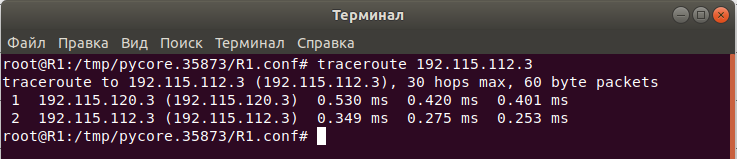 Терминал
Файл Правка Вид Поиск Терминал Справка
root@R1:/tmp/pycore.35873/R1.conf# traceroute 192.115.112.3
traceroute to 192.115.112.3 (192.115.112.3), 30 hops max, 60 byte packets
 1  192.115.120.3 (192.115.120.3)  0.530 ms  0.420 ms  0.401 ms
 2  192.115.112.3 (192.115.112.3)  0.349 ms  0.275 ms  0.253 ms
root@R1:/tmp/pycore.35873/R1.conf#